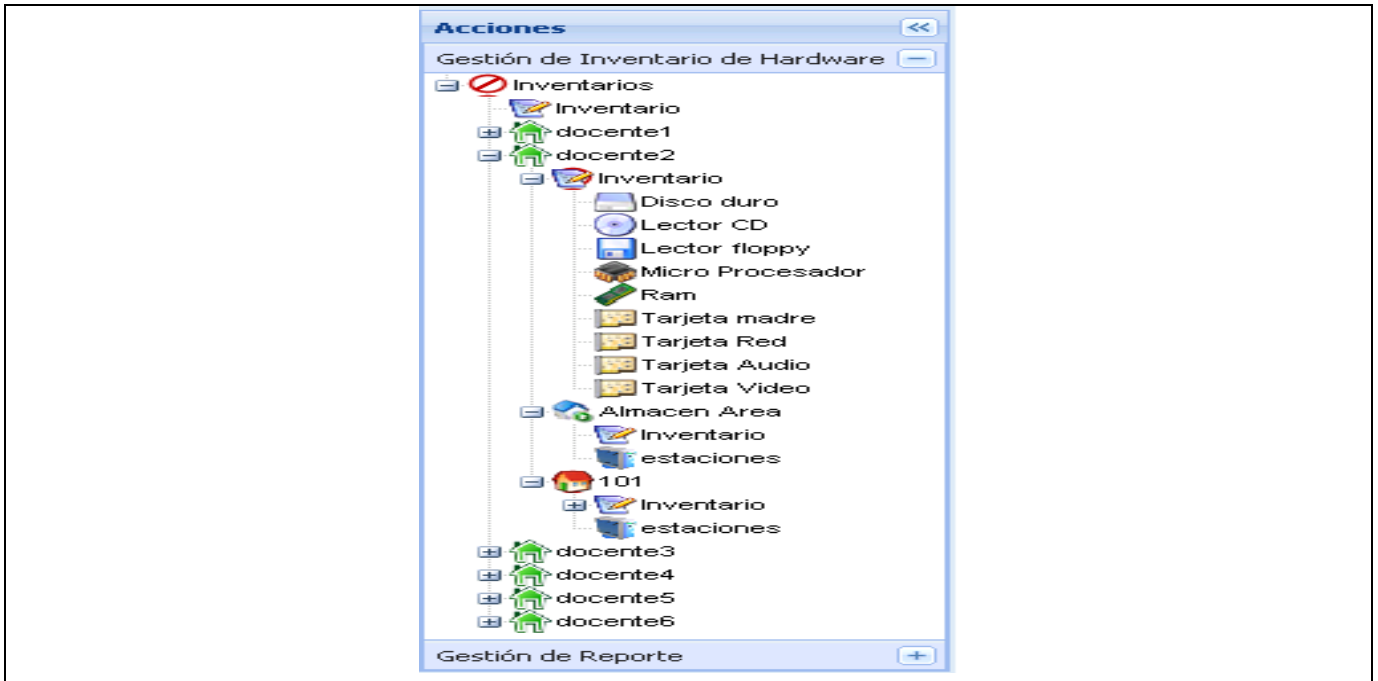 Acciones
Gestión de Inventario de Hardware
Inventarios
Inventario
docente1
docente2
Inventario
Disco duro
Lector CD
Lector floppy
Micro Procesador
Ram
Tarjeta madre
Tarjeta Red
Tarjeta Audio
Tarjeta Video
Almacen Area
Inventario
estaciones
101
Inventario
estaciones
docente3
docente4
docente5
docente6
Gestión de Reporte